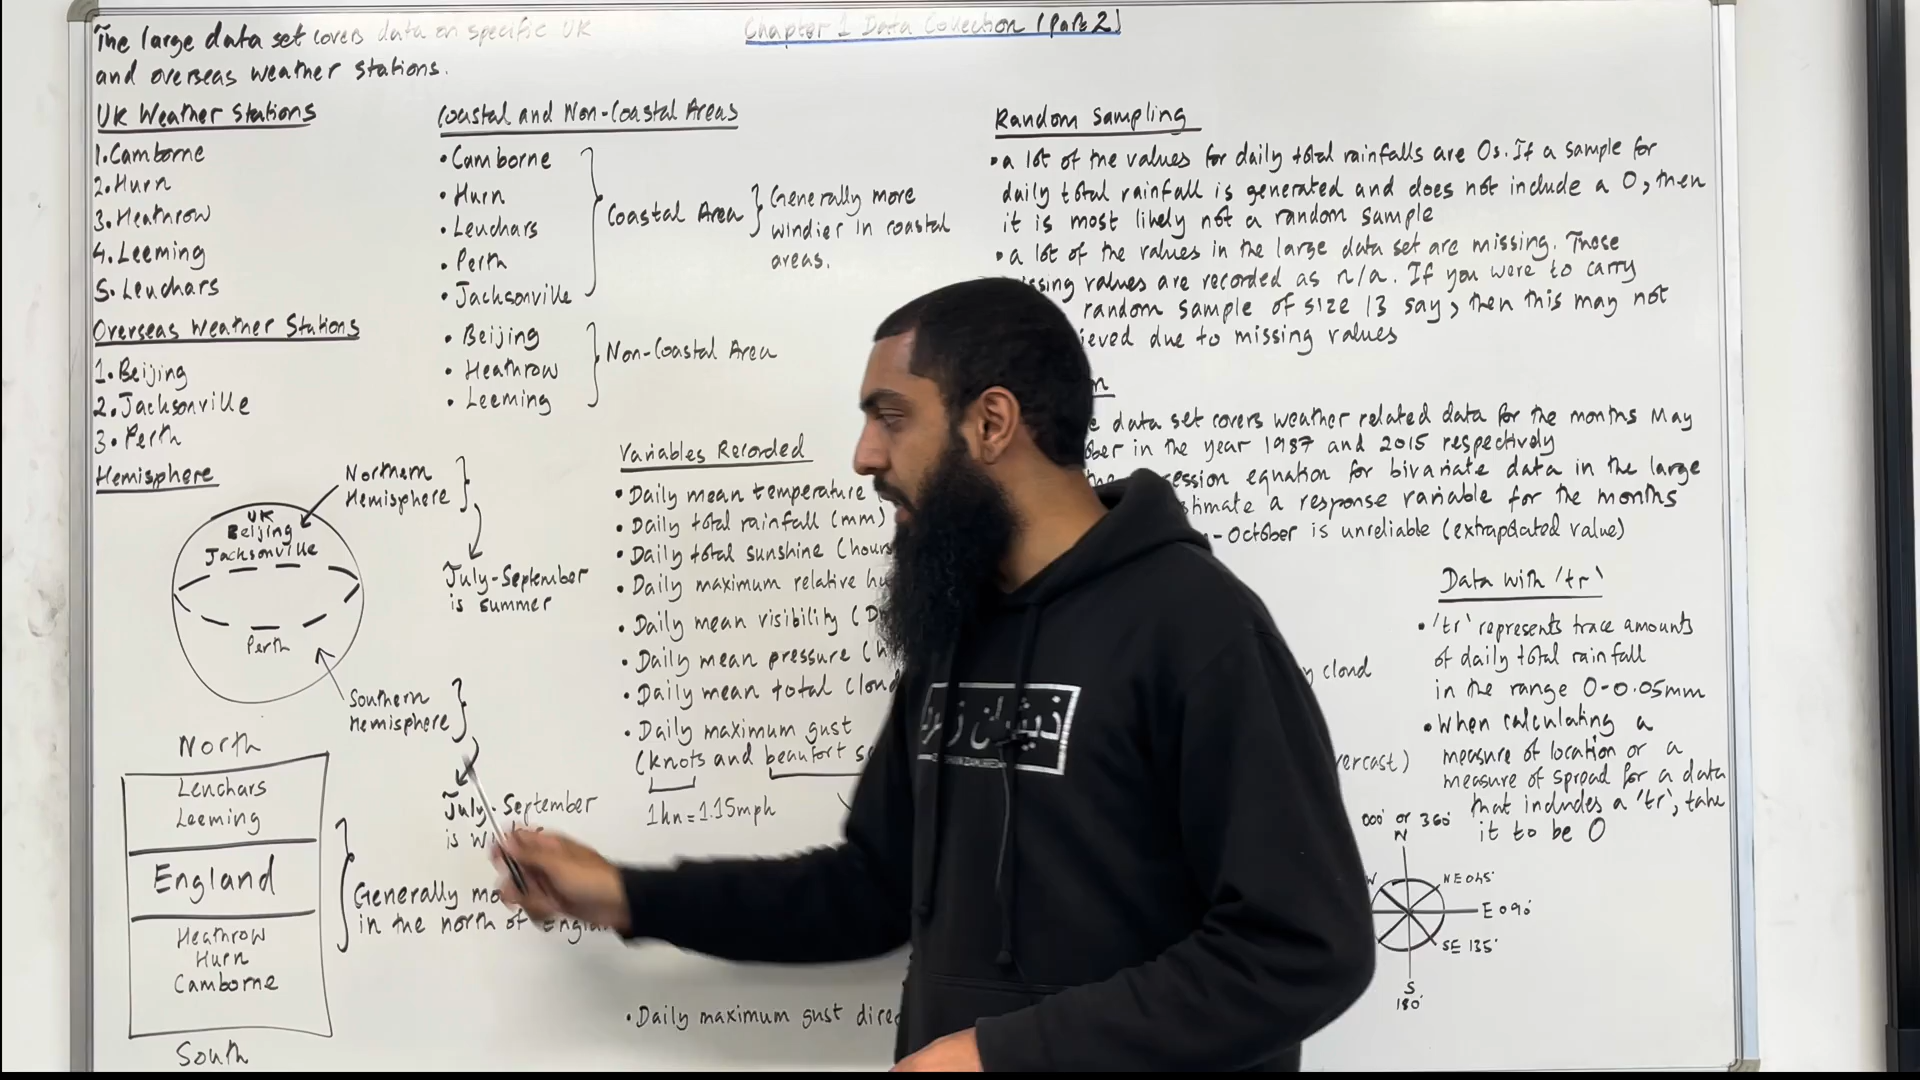 The large data set covers data on specific UK
and overseas weather stations.
Chapter 1 Data Collection (Part 2)
UK Weather Stations
1. Camborne
2. Hurn
3. Heathrow
4. Leeming
5. Leuchars
Overseas Weather Stations
1. Beijing
2. Jacksonville
3. Perth
Hemisphere
Northern
Hemisphere
UK
Beijing
Jacksonville
Perth
July-September
is summer
Southern
Hemisphere
July-September
is
North
Leuchars
Leeming
England
Heathrow
Hurn
Camborne
South
Generally
in the north of
Coastal and Non-Coastal Areas
• Camborne
• Hurn
• Leuchars
• Perth
• Jacksonville
Coastal Area
Generally more
windier in coastal
areas.
• Beijing
• Heathrow
• Leeming
Non-Coastal Area
Variables Recorded
• Daily mean temperature
• Daily total rainfall (mm)
• Daily total sunshine (hours
• Daily maximum relative
• Daily mean visibility
• Daily mean pressure
• Daily mean total cloud
• Daily maximum gust
(knots and beaufort
1kn = 1.15mph
• Daily maximum gust
Random Sampling
• a lot of the values for daily total rainfalls are 0s. If a sample for
daily total rainfall is generated and does not include a 0, then
it is most likely not a random sample
• a lot of the values in the large data set are missing. These
values are recorded as n/a. If you were to carry
random sample of size 13 say, then this may not
due to missing values
data set covers weather related data for the months May
in the year 1987 and 2015 respectively
equation for bivariate data in the large
a response variable for the months
-October is unreliable (extrapolated value)
cloud
Data with 'tr'
• 'tr' represents trace amounts
of daily total rainfall
in the range 0-0.05mm
• When calculating a
measure of location or a
measure of spread for a data
that includes a 'tr', take
it to be 0
000° or 360°
N
NE 045°
E 090°
SE 135°
S
180°
W
ذيشان